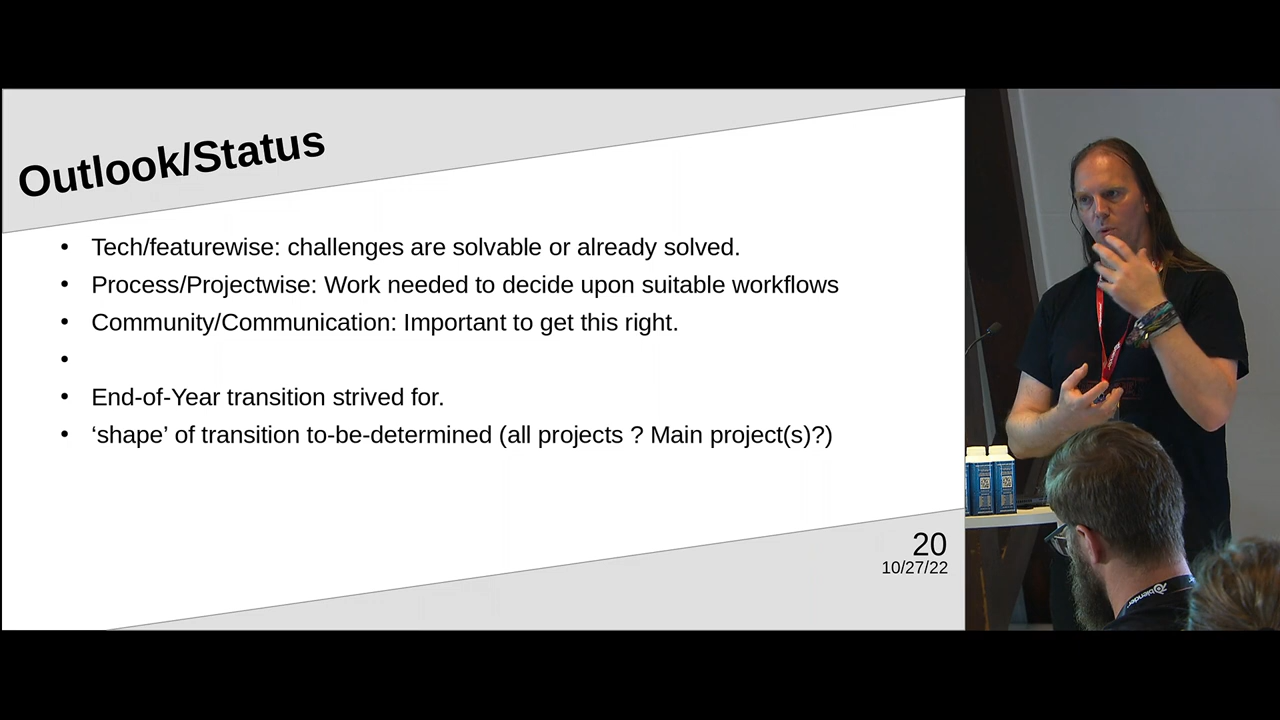 Outlook/Status
• Tech/featurewise: challenges are solvable or already solved.
• Process/Projectwise: Work needed to decide upon suitable workflows
• Community/Communication: Important to get this right.
•
• End-of-Year transition strived for.
• ‘shape’ of transition to-be-determined (all projects ? Main project(s)?)
20
10/27/22
blender